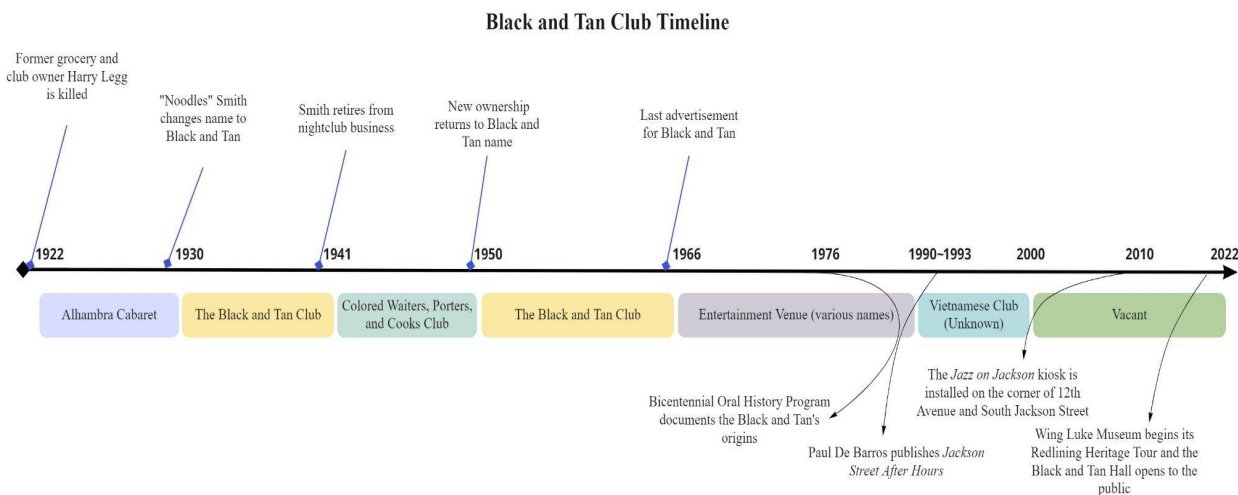 Black and Tan Club Timeline
Former grocery and
club owner Harry Legg
is killed
"Noodles" Smith
changes name to
Black and Tan
Smith retires from
nightclub business
New ownership
returns to Black and
Tan name
Last advertisement
for Black and Tan
1922
1930
1941
1950
1966
1976
1990~1993
2000
2010
2022
Alhambra Cabaret
The Black and Tan Club
Colored Waiters, Porters,
and Cooks Club
The Black and Tan Club
Entertainment Venue (various names)
Vietnamese Club
(Unknown)
Vacant
Bicentennial Oral History Program
documents the Black and Tan's
origins
Paul De Barros publishes Jackson
Street After Hours
The Jazz on Jackson kiosk is
installed on the corner of 12th
Avenue and South Jackson Street
Wing Luke Museum begins its
Redlining Heritage Tour and the
Black and Tan Hall opens to the
public